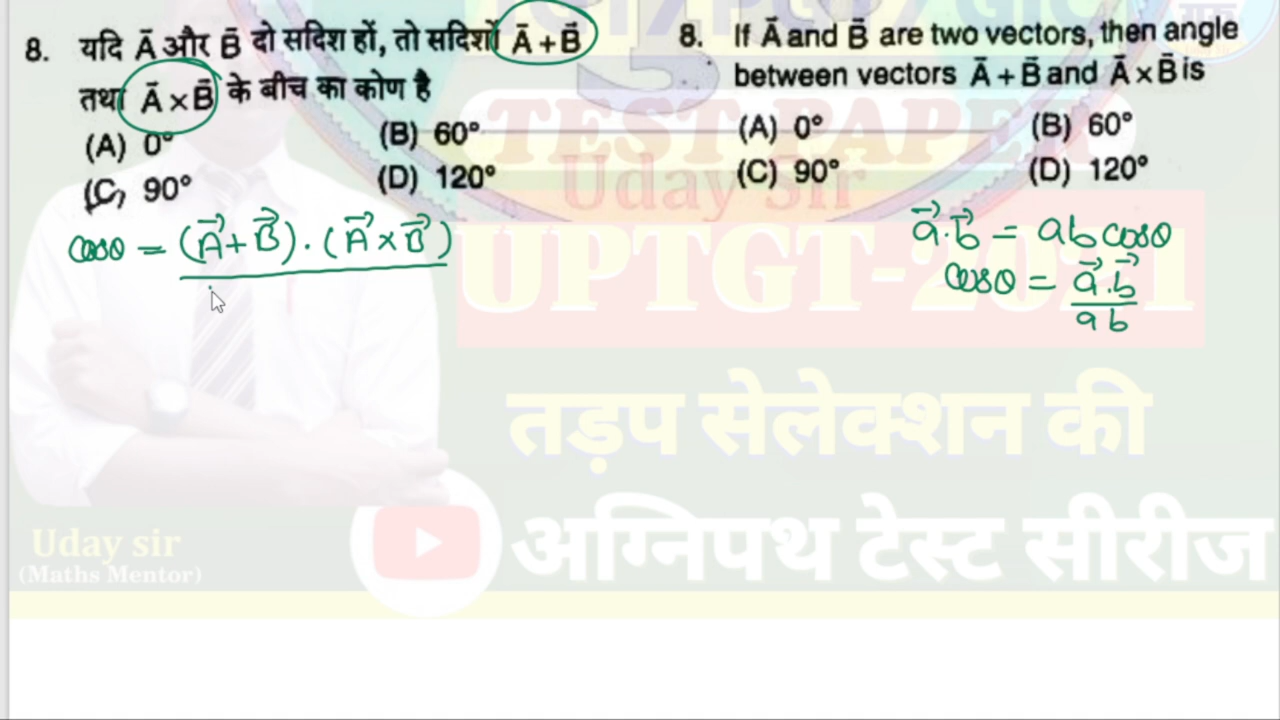 8. यदि Ā और B̄ दो सदिश हों, तो सदिशों Ā + B̄
तथा Ā × B̄ के बीच का कोण है
(A) 0° (B) 60°
(C) 90° (D) 120°
8. If Ā and B̄ are two vectors, then angle
between vectors Ā + B̄ and Ā × B̄ is
(A) 0° (B) 60°
(C) 90° (D) 120°
cosθ = (A⃗ + B⃗) . (A⃗ × B⃗)
a⃗.b⃗ = ab cosθ
cosθ = a⃗.b⃗
ab
TEST PAPER
Uday Sir
UPTGT-2021
तड़प सेलेक्शन की
अग्निपथ टेस्ट सीरीज
Uday sir
(Maths Mentor)